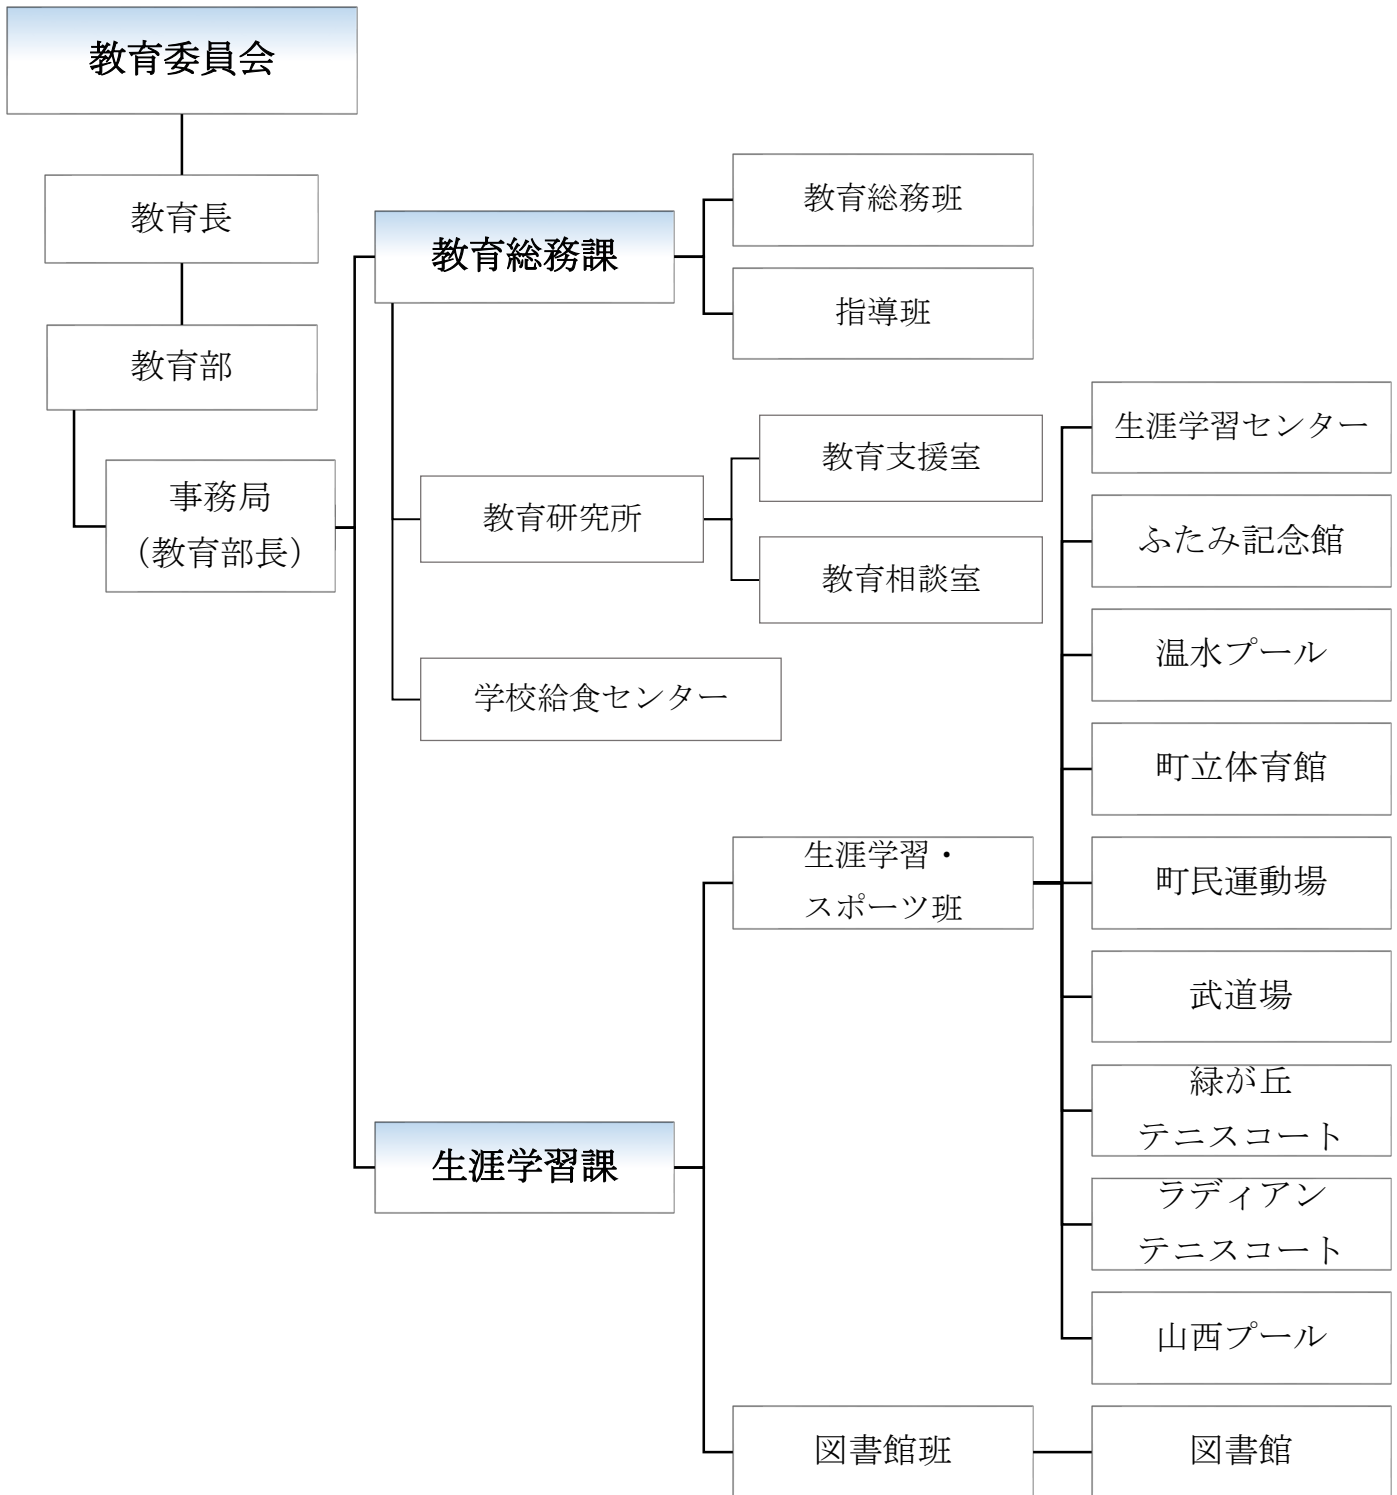 教育委員会
教育長
教育部
事務局
（教育部長）
教育総務課
教育総務班
指導班
教育研究所
教育支援室
教育相談室
学校給食センター
生涯学習課
生涯学習・
スポーツ班
生涯学習センター
ふたみ記念館
温水プール
町立体育館
町民運動場
武道場
緑が丘
テニスコート
ラディアン
テニスコート
山西プール
図書館班
図書館